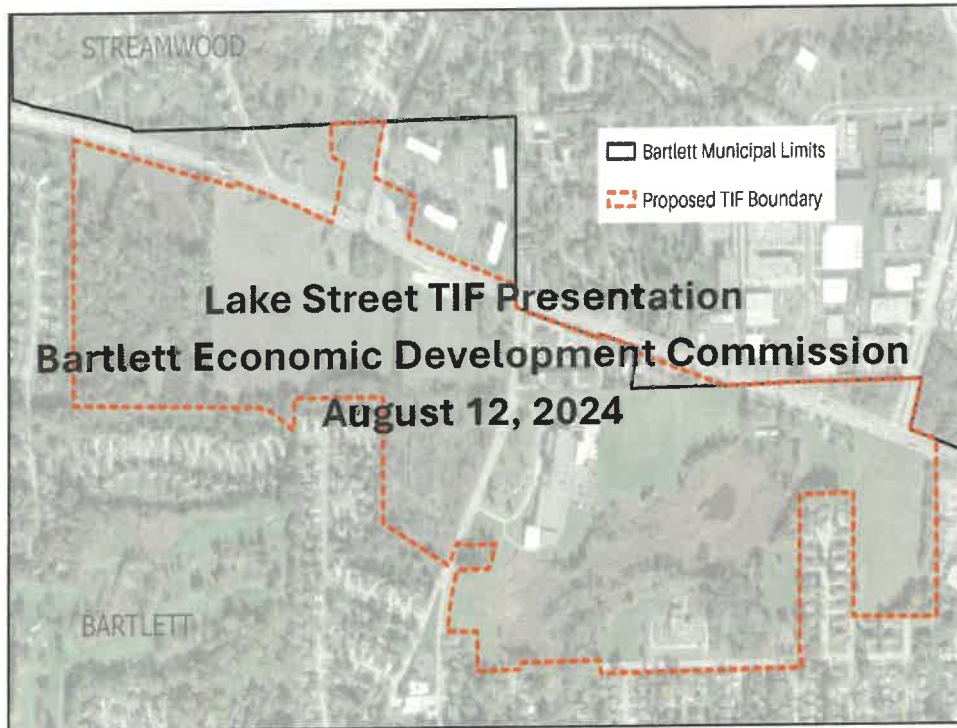 STREAMWOOD
Bartlett Municipal Limits
Proposed TIF Boundary
Lake Street TIF Presentation
Bartlett Economic Development Commission
August 12, 2024
BARTLETT